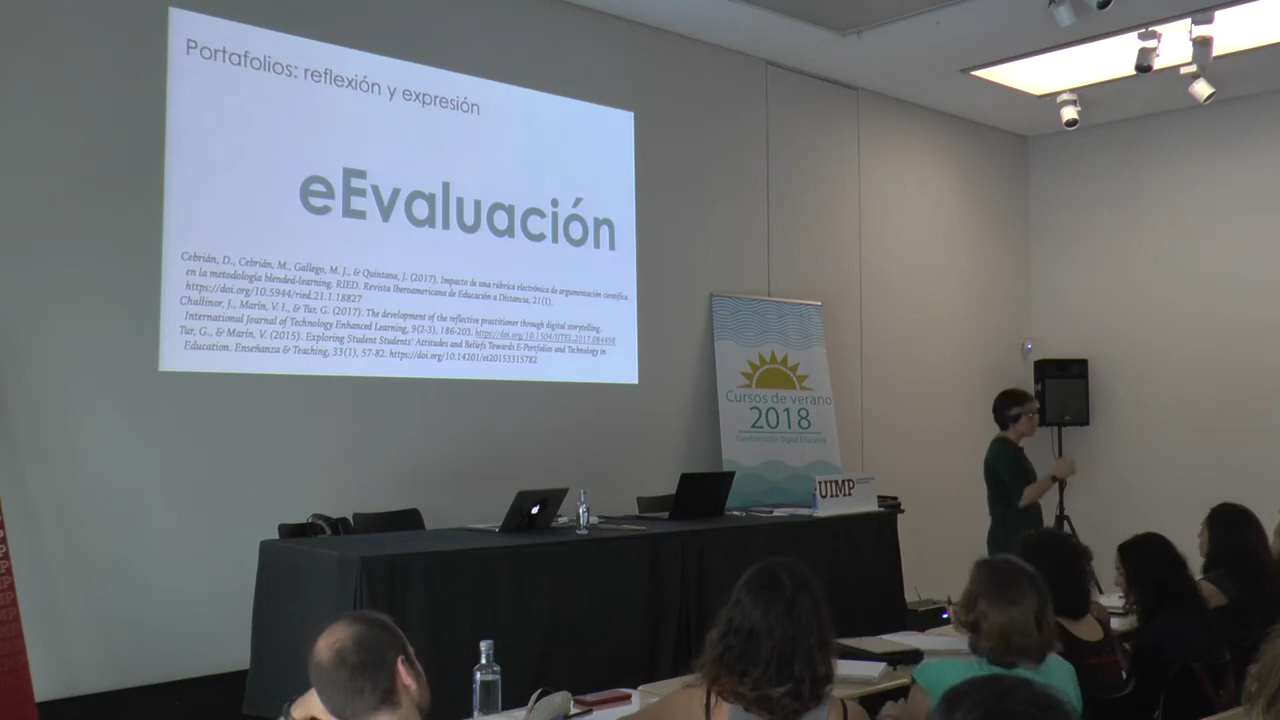 Portafolios: reflexión y expresión
eEvaluación
Cebrián, D., Cebrián, M., Gallego, M. J., & Quintana, J. (2017). Impacto de una rúbrica electrónica de argumentación científica
en la metodología blended-learning. RIED. Revista Iberoamericana de Educación a Distancia, 21(1).
https://doi.org/10.5944/ried.21.1.18827
Challinor, J., Marín, V. I., & Tur, G. (2017). The development of the reflective practitioner through digital storytelling.
International Journal of Technology Enhanced Learning, 9(2-3), 186-203. https://doi.org/10.1504/IJTEL.2017.084498
Tur, G., & Marín, V. (2015). Exploring Student Students' Attitudes and Beliefs Towards E-Portfolios and Technology in
Education. Enseñanza & Teaching, 33(1), 57-82. https://doi.org/10.14201/et20153315782
Cursos de verano
2018
Transformación Digital Educativa
UIMP